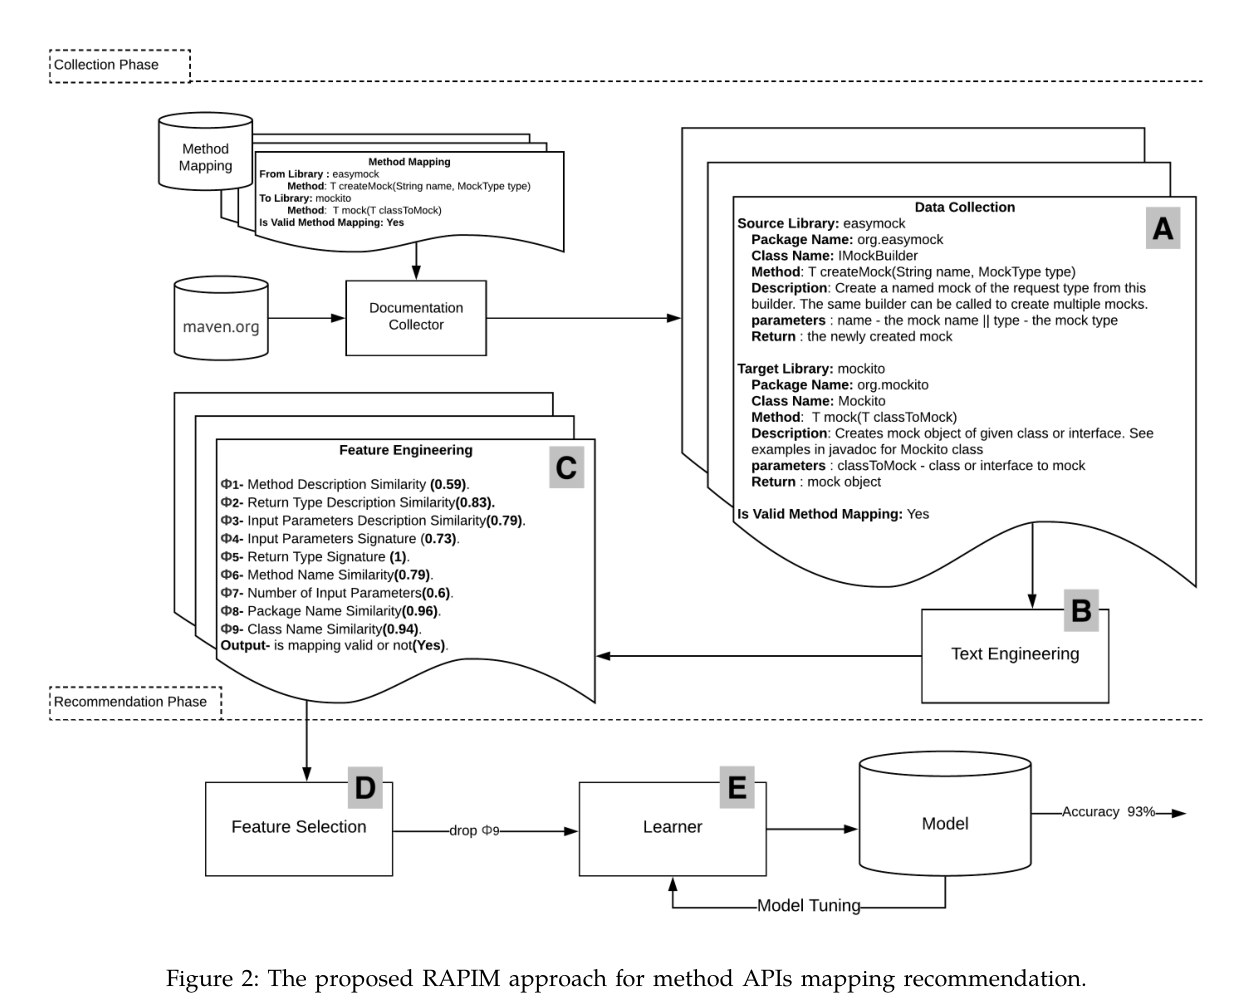 Collection Phase
Method
Mapping
Method Mapping
From Library : easymock
Method: T createMock(String name, MockType type)
To Library: mockito
Method:  T mock(T classToMock)
Is Valid Method Mapping: Yes
maven.org
Documentation
Collector
A
Data Collection
Source Library: easymock
Package Name: org.easymock
Class Name: IMockBuilder
Method: T createMock(String name, MockType type)
Description: Create a named mock of the request type from this
builder. The same builder can be called to create multiple mocks.
parameters : name - the mock name || type - the mock type
Return : the newly created mock
Target Library: mockito
Package Name: org.mockito
Class Name: Mockito
Method:  T mock(T classToMock)
Description: Creates mock object of given class or interface. See
examples in javadoc for Mockito class
parameters : classToMock - class or interface to mock
Return : mock object
Is Valid Method Mapping: Yes
B
Text Engineering
C
Feature Engineering
Φ1- Method Description Similarity (0.59).
Φ2- Return Type Description Similarity(0.83).
Φ3- Input Parameters Description Similarity(0.79).
Φ4- Input Parameters Signature (0.73).
Φ5- Return Type Signature (1).
Φ6- Method Name Similarity(0.79).
Φ7- Number of Input Parameters(0.6).
Φ8- Package Name Similarity(0.96).
Φ9- Class Name Similarity(0.94).
Output- is mapping valid or not(Yes).
Recommendation Phase
D
Feature Selection
drop Φ9
E
Learner
Model
Accuracy  93%
Model Tuning
Figure 2: The proposed RAPIM approach for method APIs mapping recommendation.